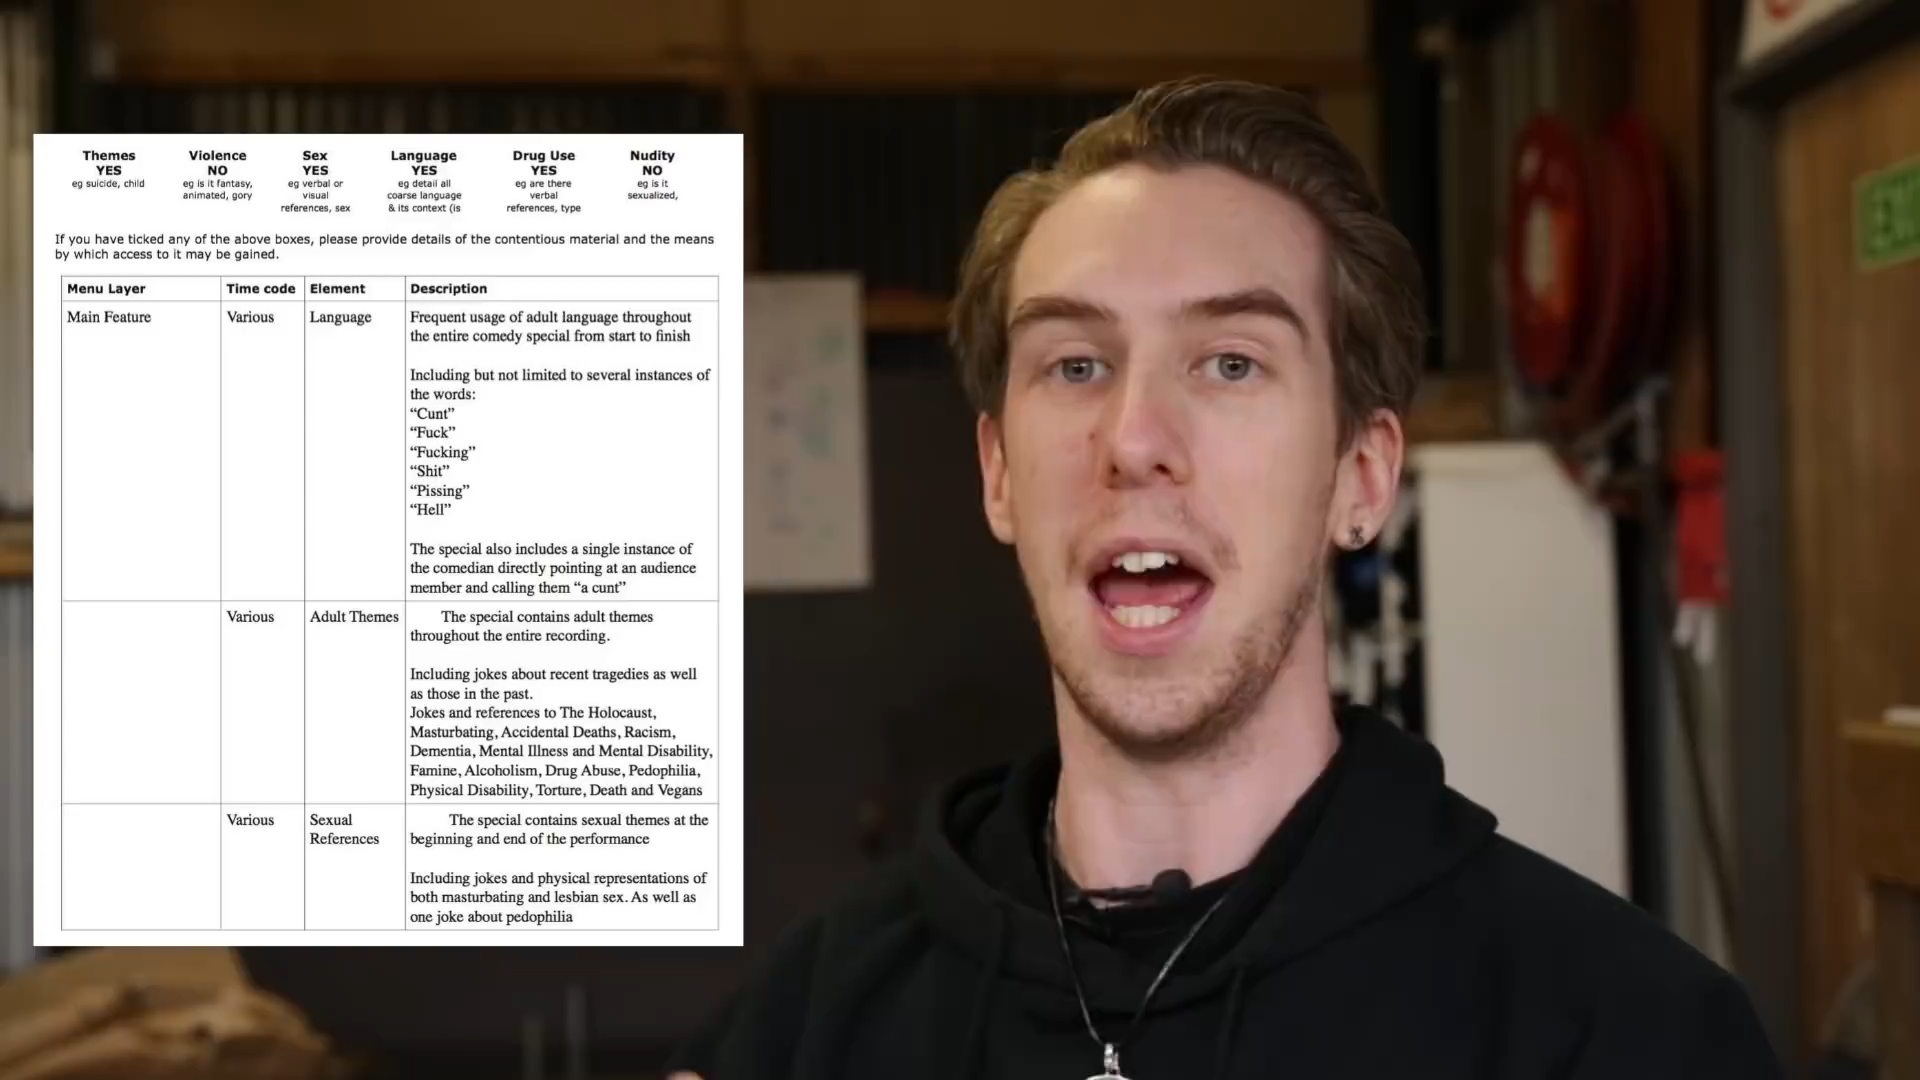 Themes Violence Sex Language Drug Use Nudity
YES NO YES YES YES NO
eg suicide, child eg is it fantasy, eg verbal or eg detail all eg are there eg is it
animated, gory visual coarse language verbal sexualized,
references, sex & its context (is references, type
If you have ticked any of the above boxes, please provide details of the contentious material and the means
by which access to it may be gained.
Menu Layer Time code Element Description
Main Feature Various Language Frequent usage of adult language throughout
the entire comedy special from start to finish
Including but not limited to several instances of
the words:
“Cunt”
“Fuck”
“Fucking”
“Shit”
“Pissing”
“Hell”
The special also includes a single instance of
the comedian directly pointing at an audience
member and calling them “a cunt”
Various Adult Themes The special contains adult themes
throughout the entire recording.
Including jokes about recent tragedies as well
as those in the past.
Jokes and references to The Holocaust,
Masturbating, Accidental Deaths, Racism,
Dementia, Mental Illness and Mental Disability,
Famine, Alcoholism, Drug Abuse, Pedophilia,
Physical Disability, Torture, Death and Vegans
Various Sexual The special contains sexual themes at the
References beginning and end of the performance
Including jokes and physical representations of
both masturbating and lesbian sex. As well as
one joke about pedophilia